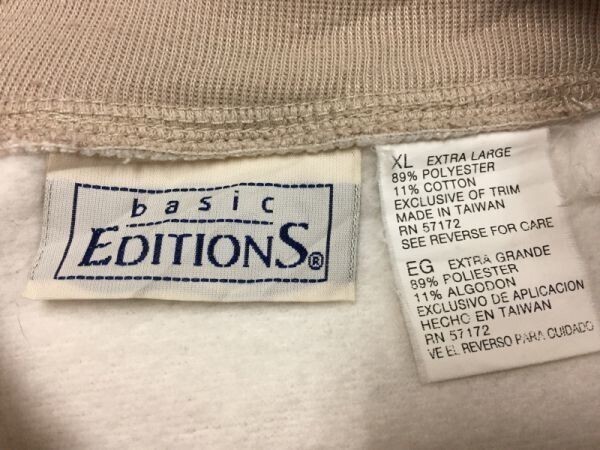 basic
EDITIONS®
XL EXTRA LARGE
89% POLYESTER
11% COTTON
EXCLUSIVE OF TRIM
MADE IN TAIWAN
RN 57172
SEE REVERSE FOR CARE
EG EXTRA GRANDE
89% POLIESTER
11% ALGODON
EXCLUSIVO DE APLICACION
HECHO EN TAIWAN
RN 57172
VE EL REVERSO PARA CUIDADO